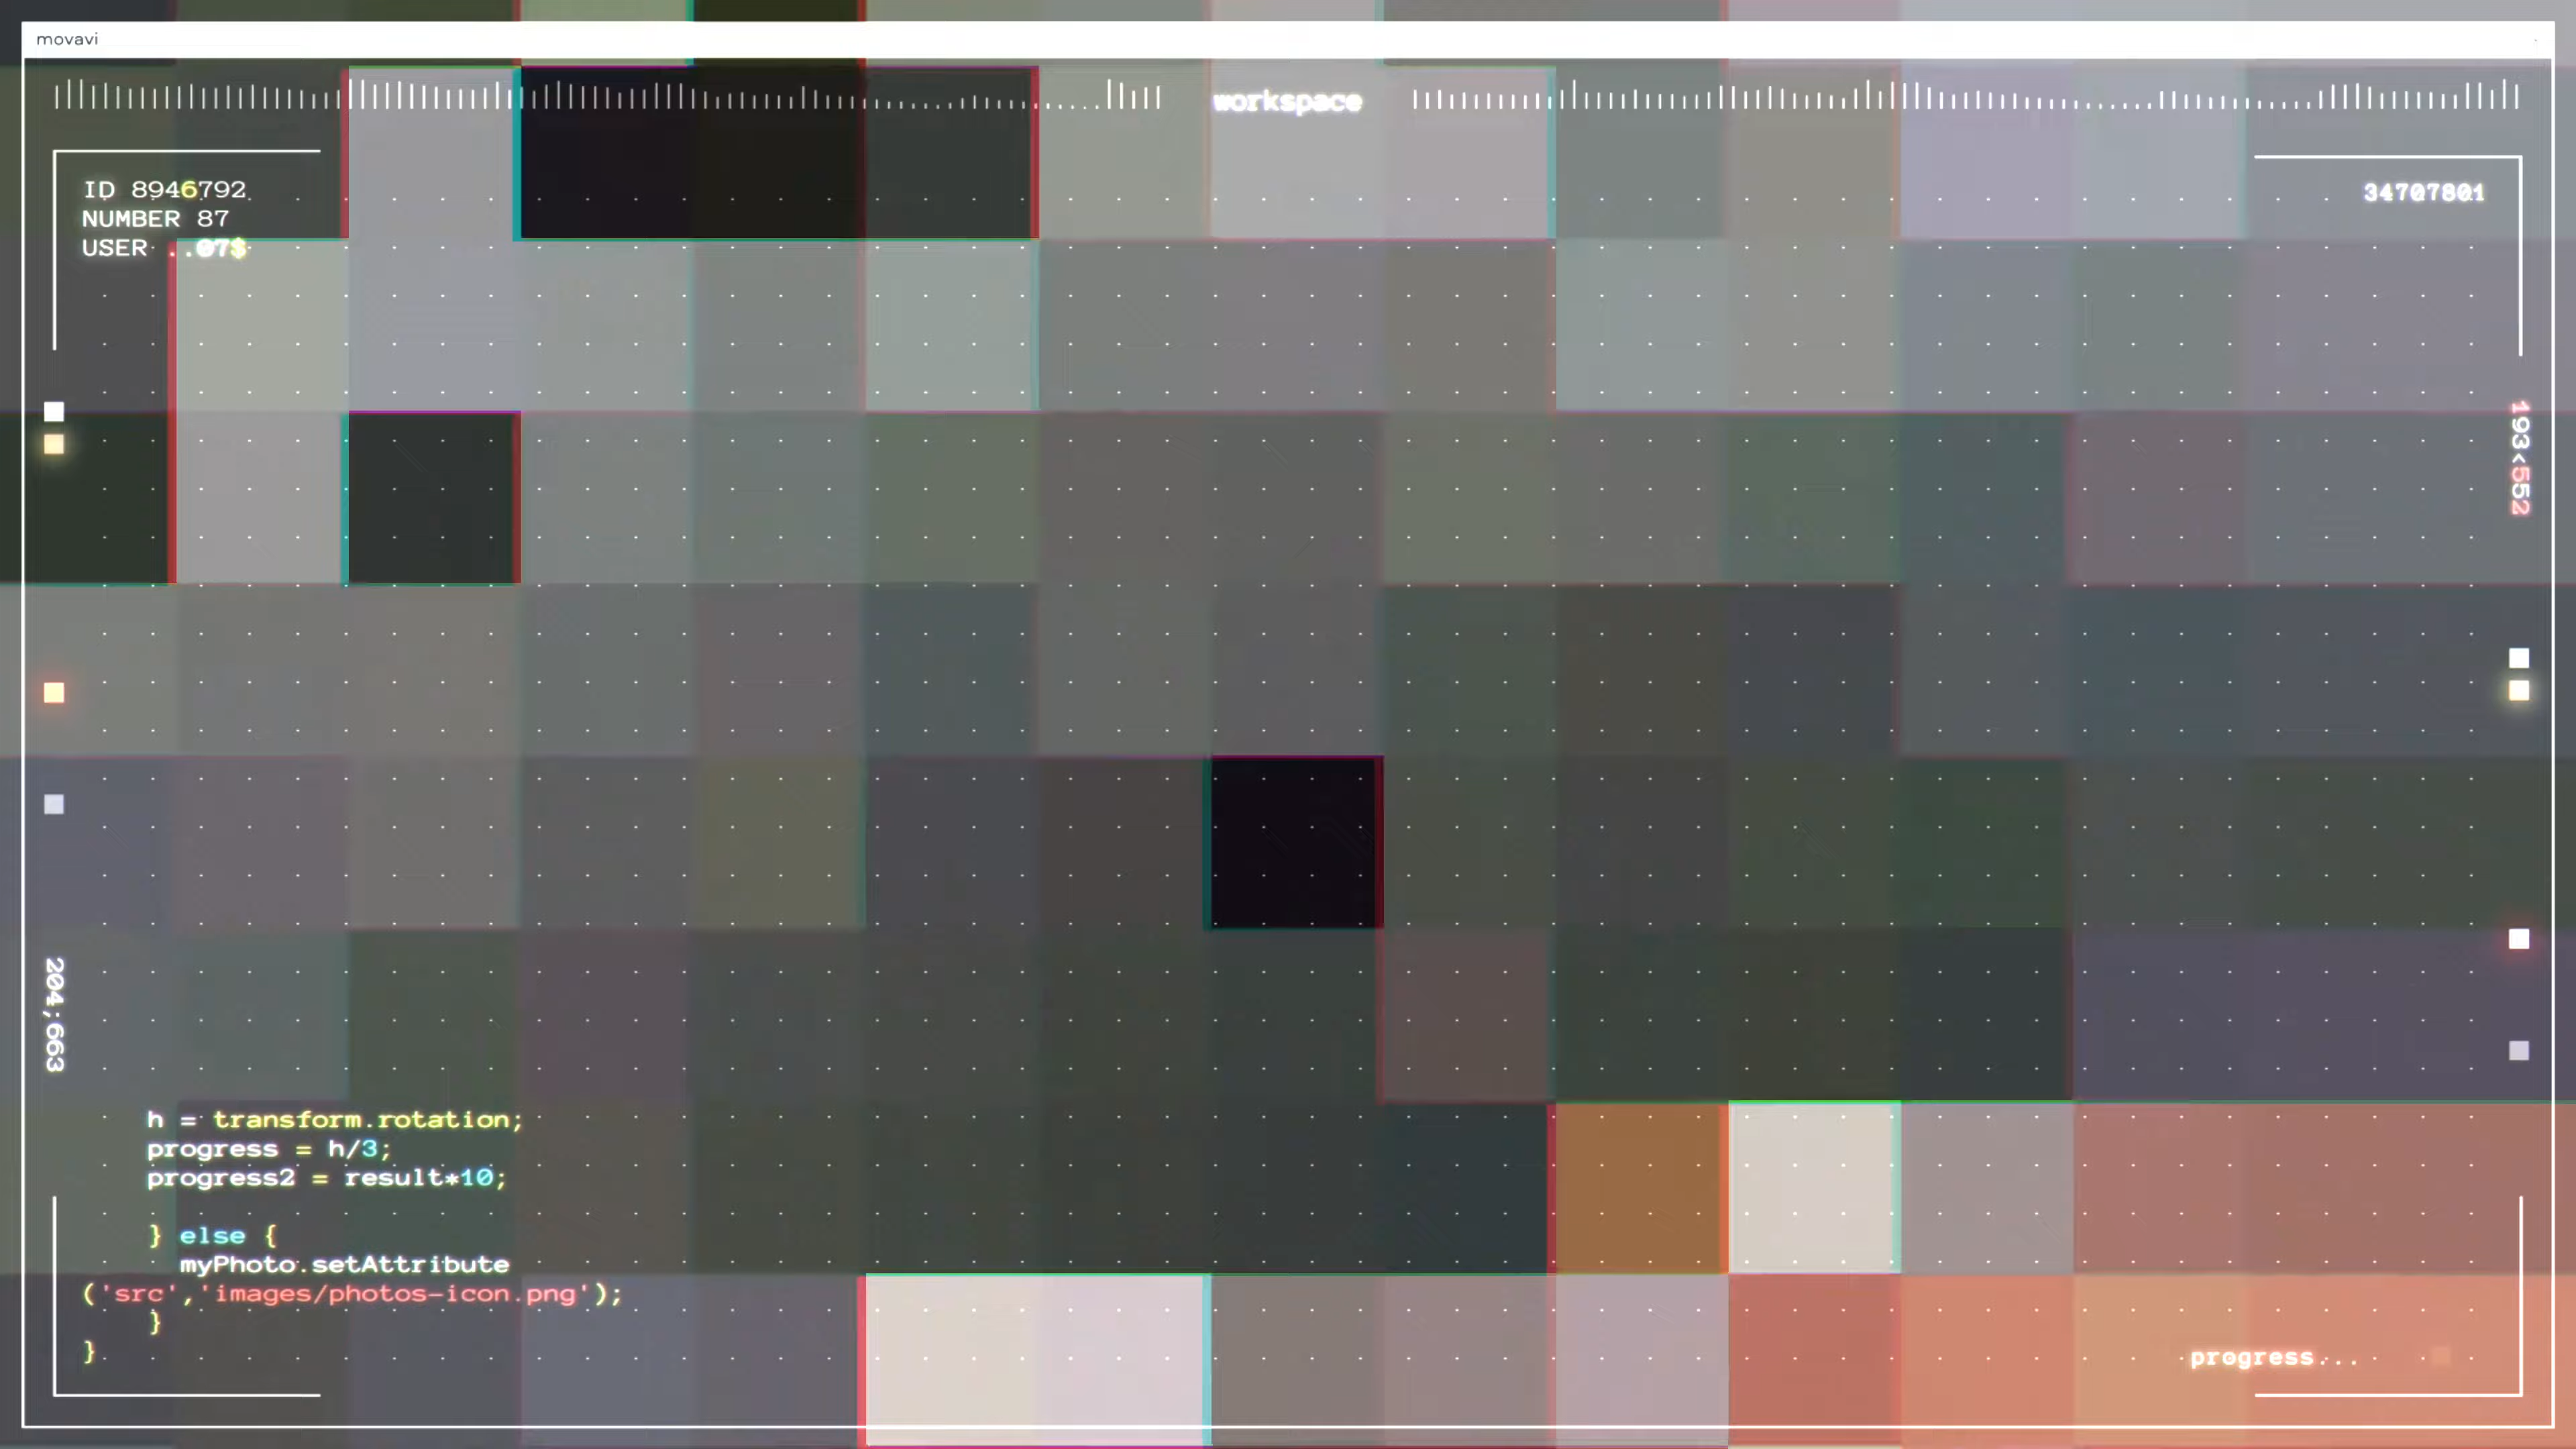 movavi
workspace
ID 8946792
NUMBER 87
USER ..07$
34707801
193<552
204;663
h = transform.rotation;
progress = h/3;
progress2 = result*10;
} else {
myPhoto.setAttribute
('src','images/photos-icon.png');
}
}
progress...